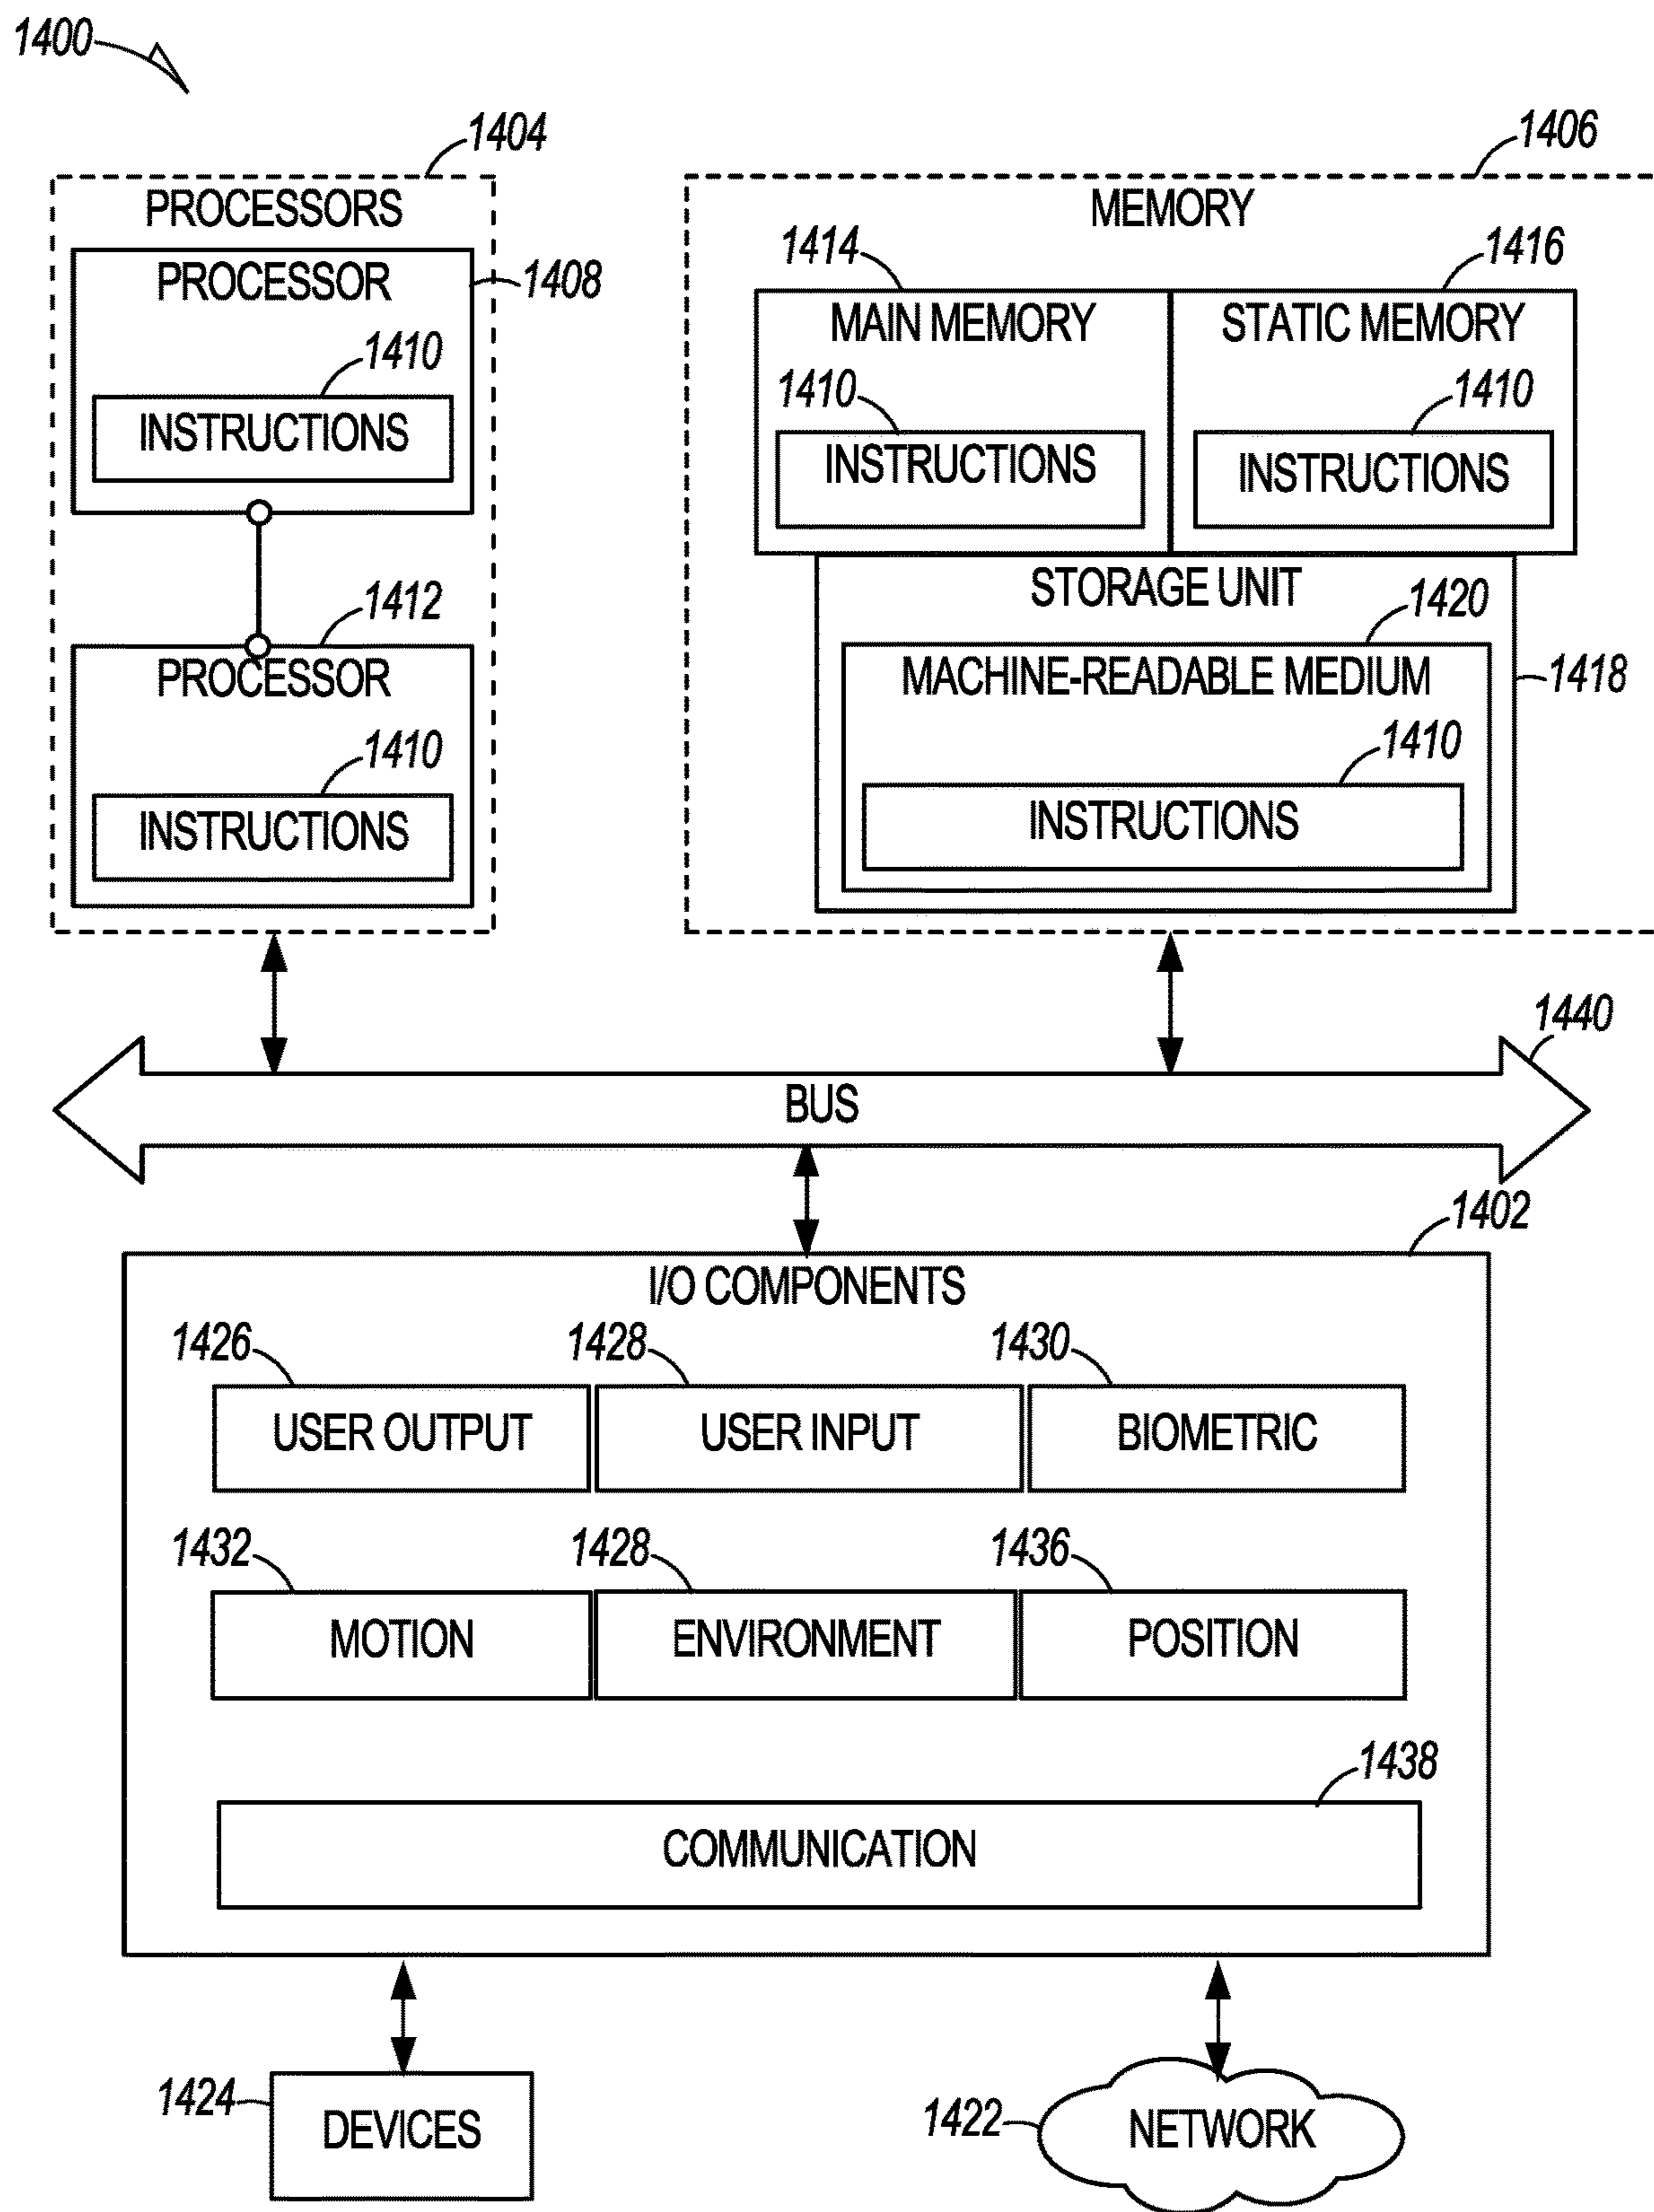 1400
1404
PROCESSORS
PROCESSOR
1408
1410
INSTRUCTIONS
1412
PROCESSOR
1410
INSTRUCTIONS
1406
MEMORY
1414
MAIN MEMORY
1410
INSTRUCTIONS
1416
STATIC MEMORY
1410
INSTRUCTIONS
STORAGE UNIT
1420
MACHINE-READABLE MEDIUM
1418
1410
INSTRUCTIONS
1440
BUS
1402
I/O COMPONENTS
1426
USER OUTPUT
1428
USER INPUT
1430
BIOMETRIC
1432
MOTION
1428
ENVIRONMENT
1436
POSITION
1438
COMMUNICATION
1424
DEVICES
1422
NETWORK